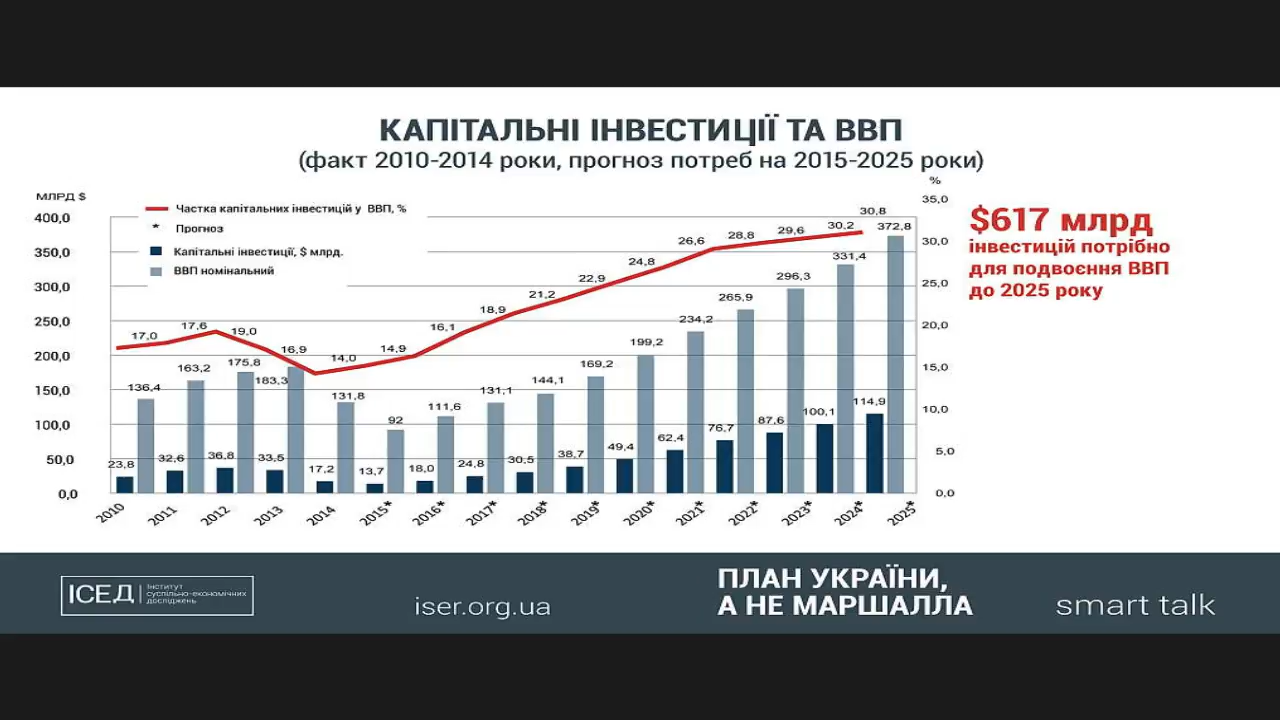 КАПІТАЛЬНІ ІНВЕСТИЦІЇ ТА ВВП
(факт 2010-2014 роки, прогноз потреб на 2015-2025 роки)
МЛРД $
%
Частка капітальних інвестицій у ВВП, %
* Прогноз
Капітальні інвестиції, $ млрд.
ВВП номінальний
400,0
350,0
300,0
250,0
200,0
150,0
100,0
50,0
0,0
35,0
30,0
25,0
20,0
15,0
10,0
5,0
0,0
17,0 17,6 19,0 16,9 14,0 14,9 16,1 18,9 21,2 22,9 24,8 26,6 28,8 29,6 30,2 30,8
136,4 163,2 175,8 183,3 131,8 92 111,6 131,1 144,1 169,2 199,2 234,2 265,9 296,3 331,4 372,8
23,8 32,6 36,8 33,5 17,2 13,7 18,0 24,8 30,5 38,7 49,4 62,4 76,7 87,6 100,1 114,9
2010 2011 2012 2013 2014 2015* 2016* 2017* 2018* 2019* 2020* 2021* 2022* 2023* 2024* 2025*
$617 млрд
інвестицій потрібно
для подвоєння ВВП
до 2025 року
ІСЕД
Інститут
суспільно-економічних
досліджень
iser.org.ua
ПЛАН УКРАЇНИ,
А НЕ МАРШАЛЛА
smart talk